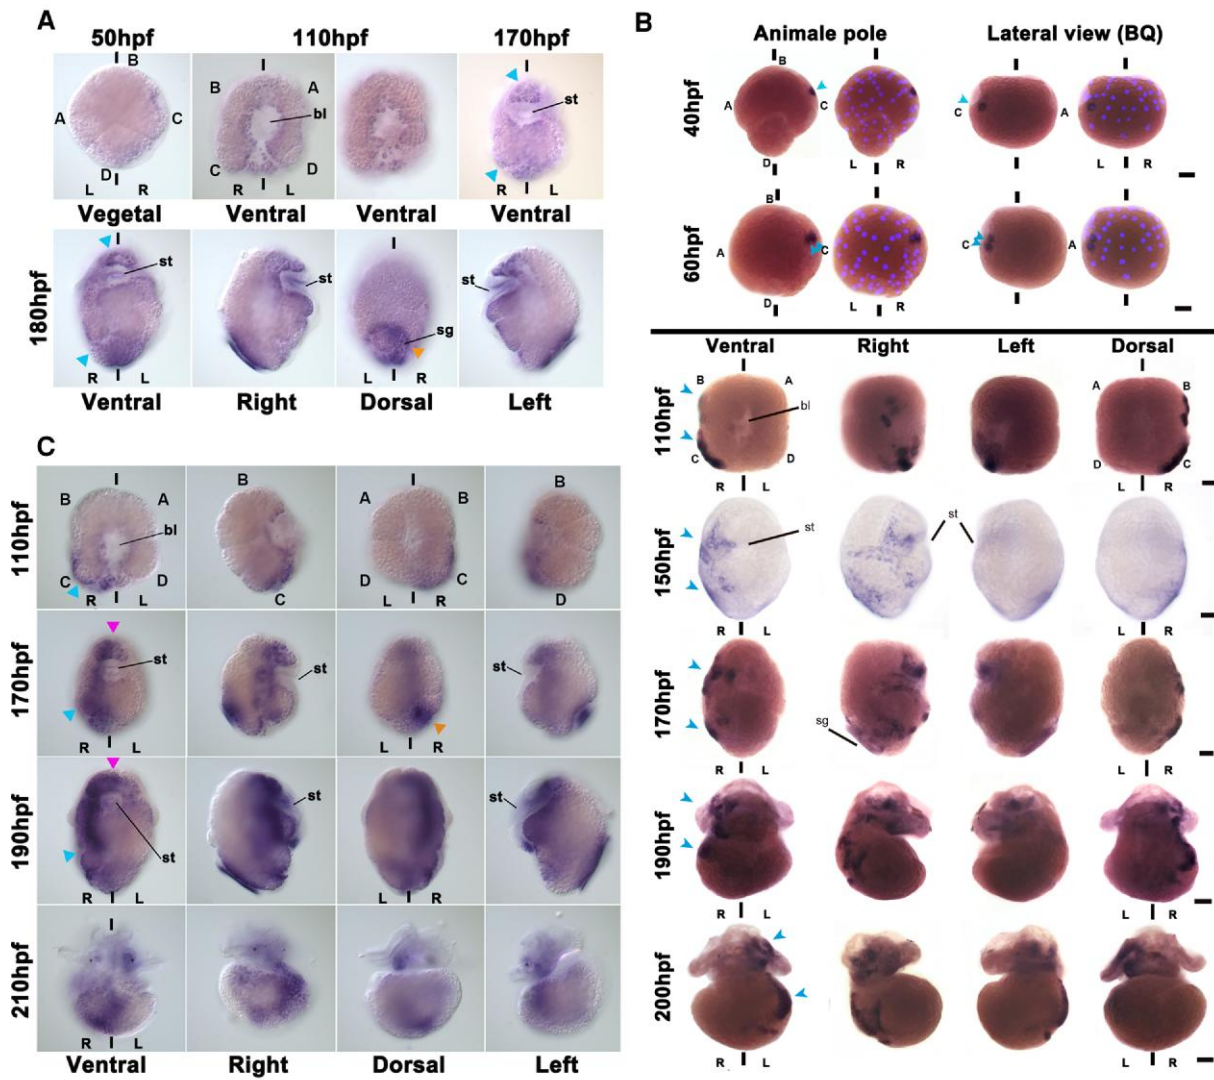 A
50hpf 110hpf 170hpf
B
A C
D
L R
B A
bl
C D
R L
st
R L
Vegetal Ventral Ventral Ventral
180hpf
st
R L
st
sg
L R
st
Ventral Right Dorsal Left
B
Animale pole Lateral view (BQ)
40hpf
B
A C
D
L R
C A
L R
60hpf
B
A C
D
L R
C A
L R
Ventral Right Left Dorsal
110hpf
B A
bl
C D
R L
A B
D C
L R
150hpf
st
st
R L
L R
170hpf
sg
R L
L R
190hpf
R L
L R
200hpf
R L
L R
C
110hpf
B A
bl
C D
R L
B
C
A B
D C
L R
B
D
170hpf
st
R L
st
L R
st
190hpf
st
R L
st
L R
st
210hpf
R L
Ventral Right Dorsal Left